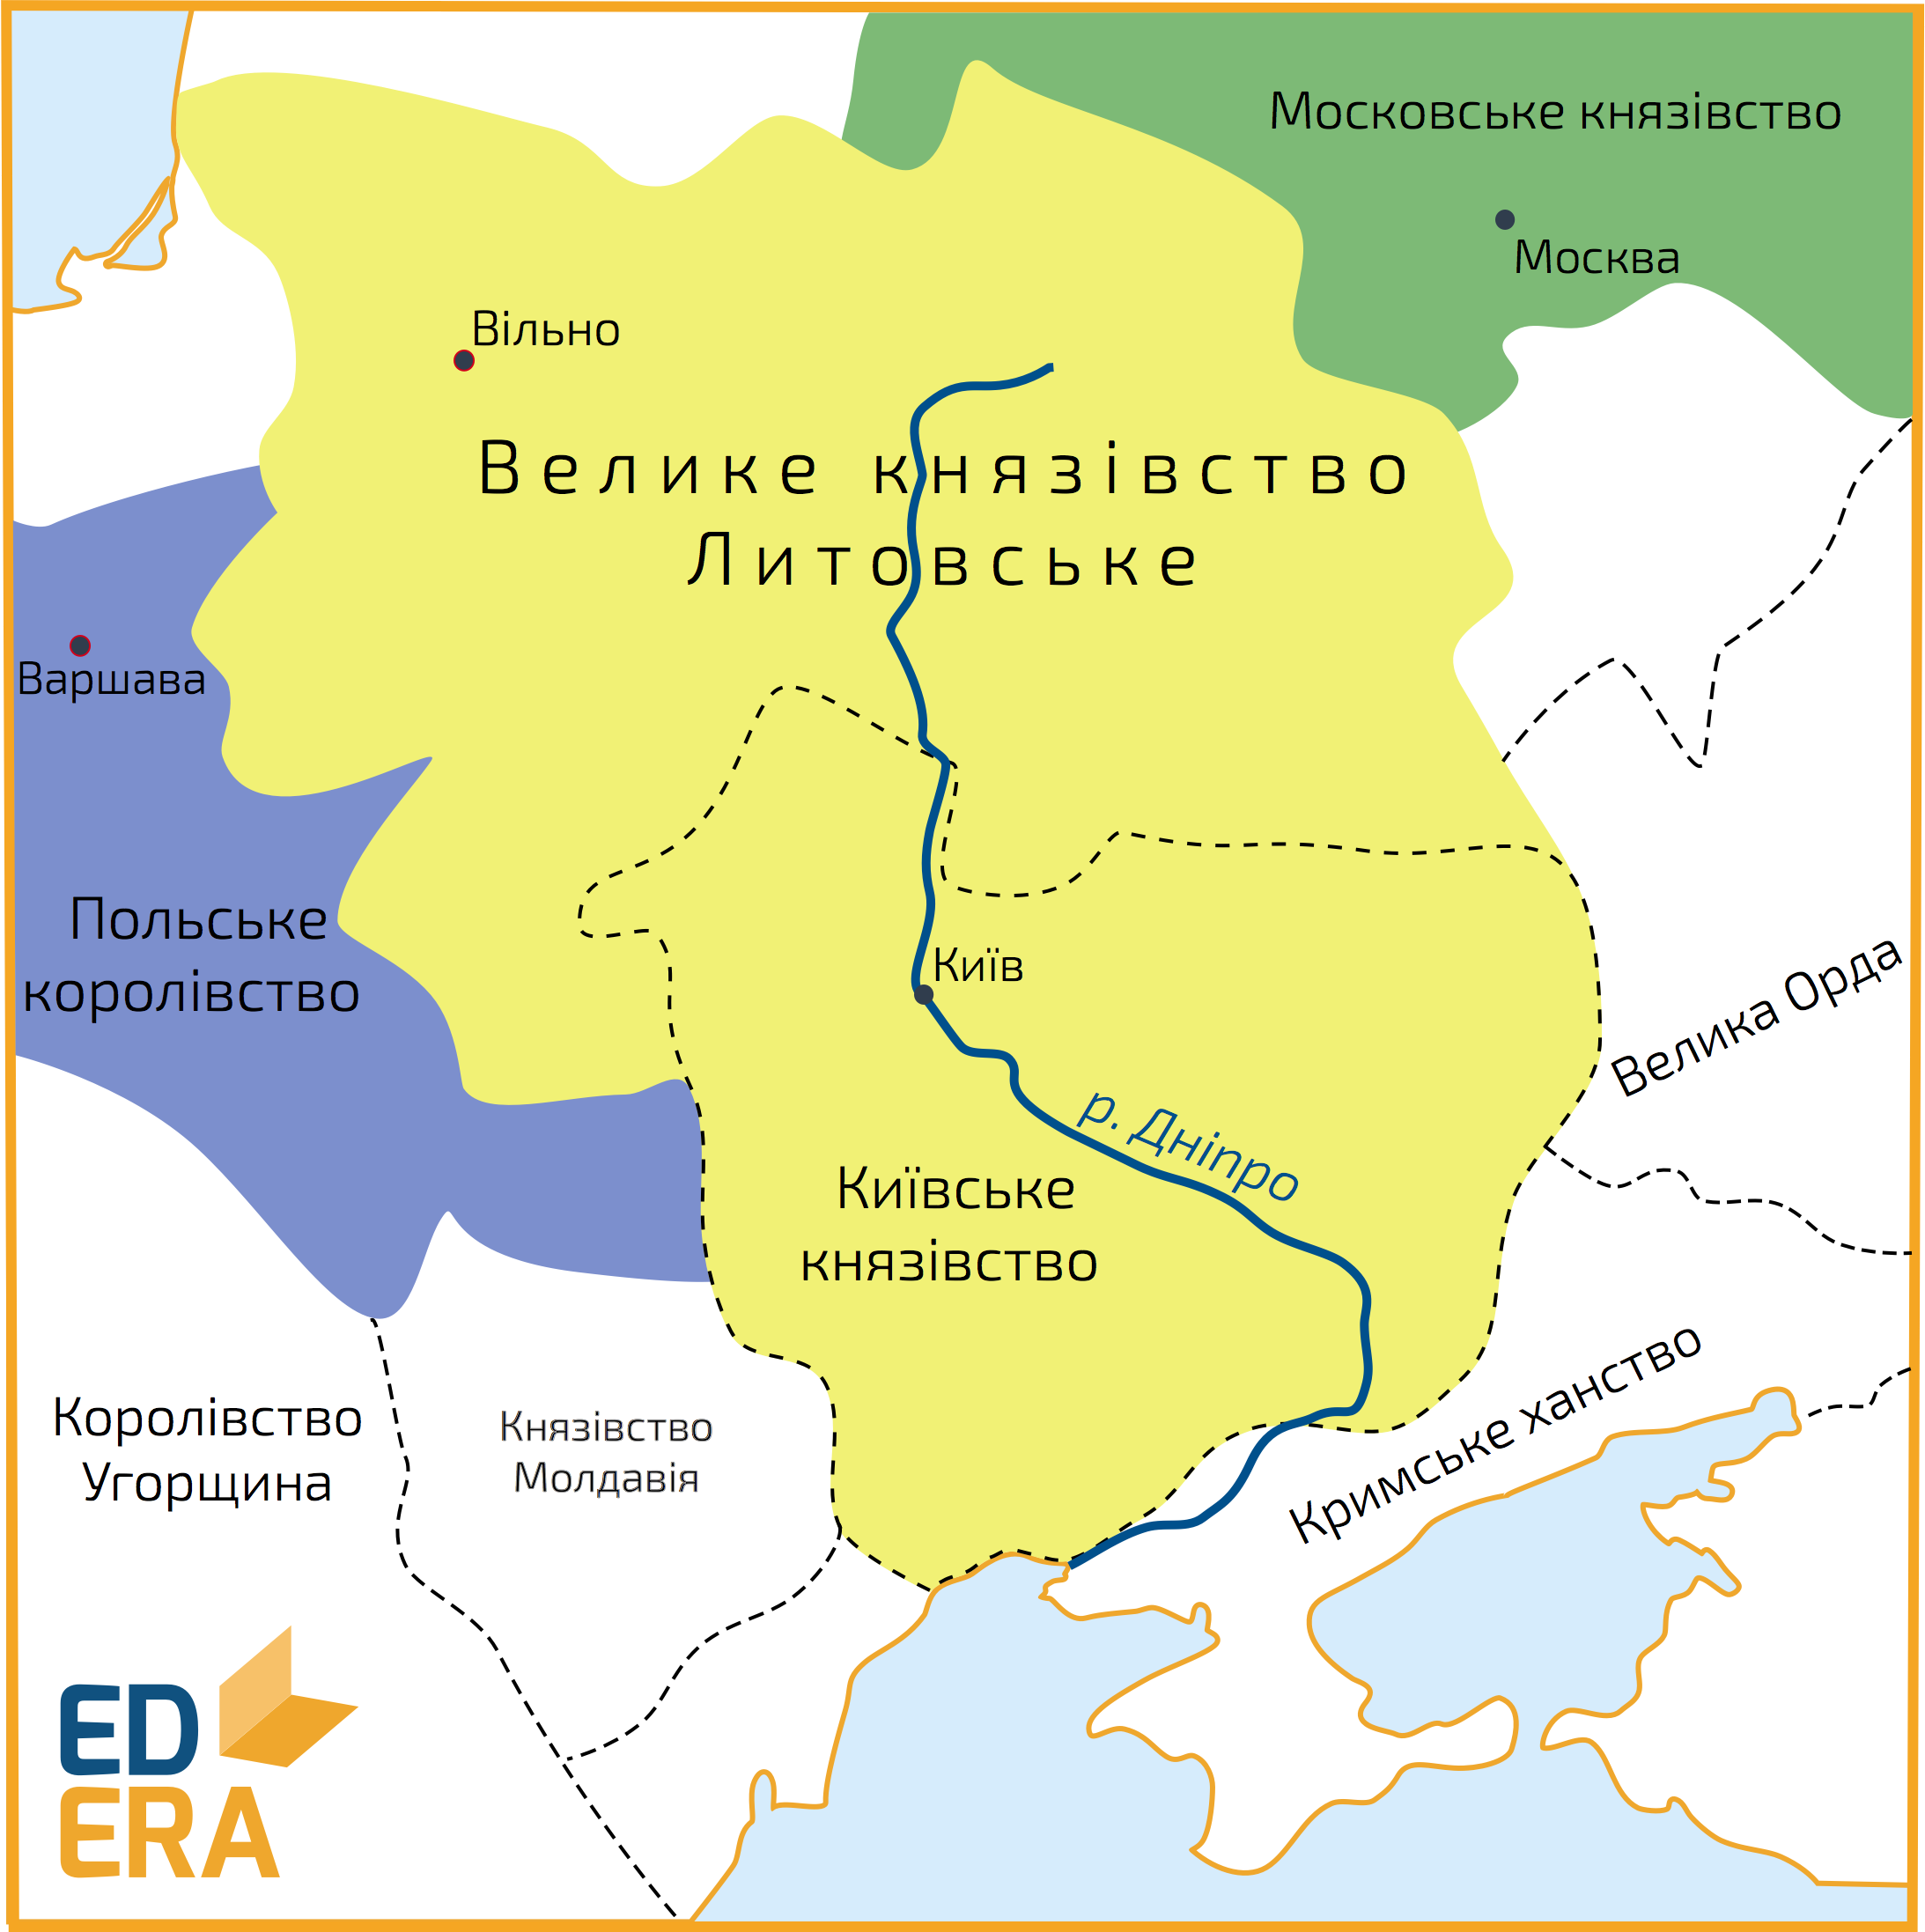 Московське князівство
Москва
Вільно
Велике князівство
Литовське
Варшава
Польське
королівство
Київ
Велика Орда
р. Дніпро
Київське
князівство
Кримське ханство
Королівство
Угорщина
Князівство
Молдавія
ED
ERA